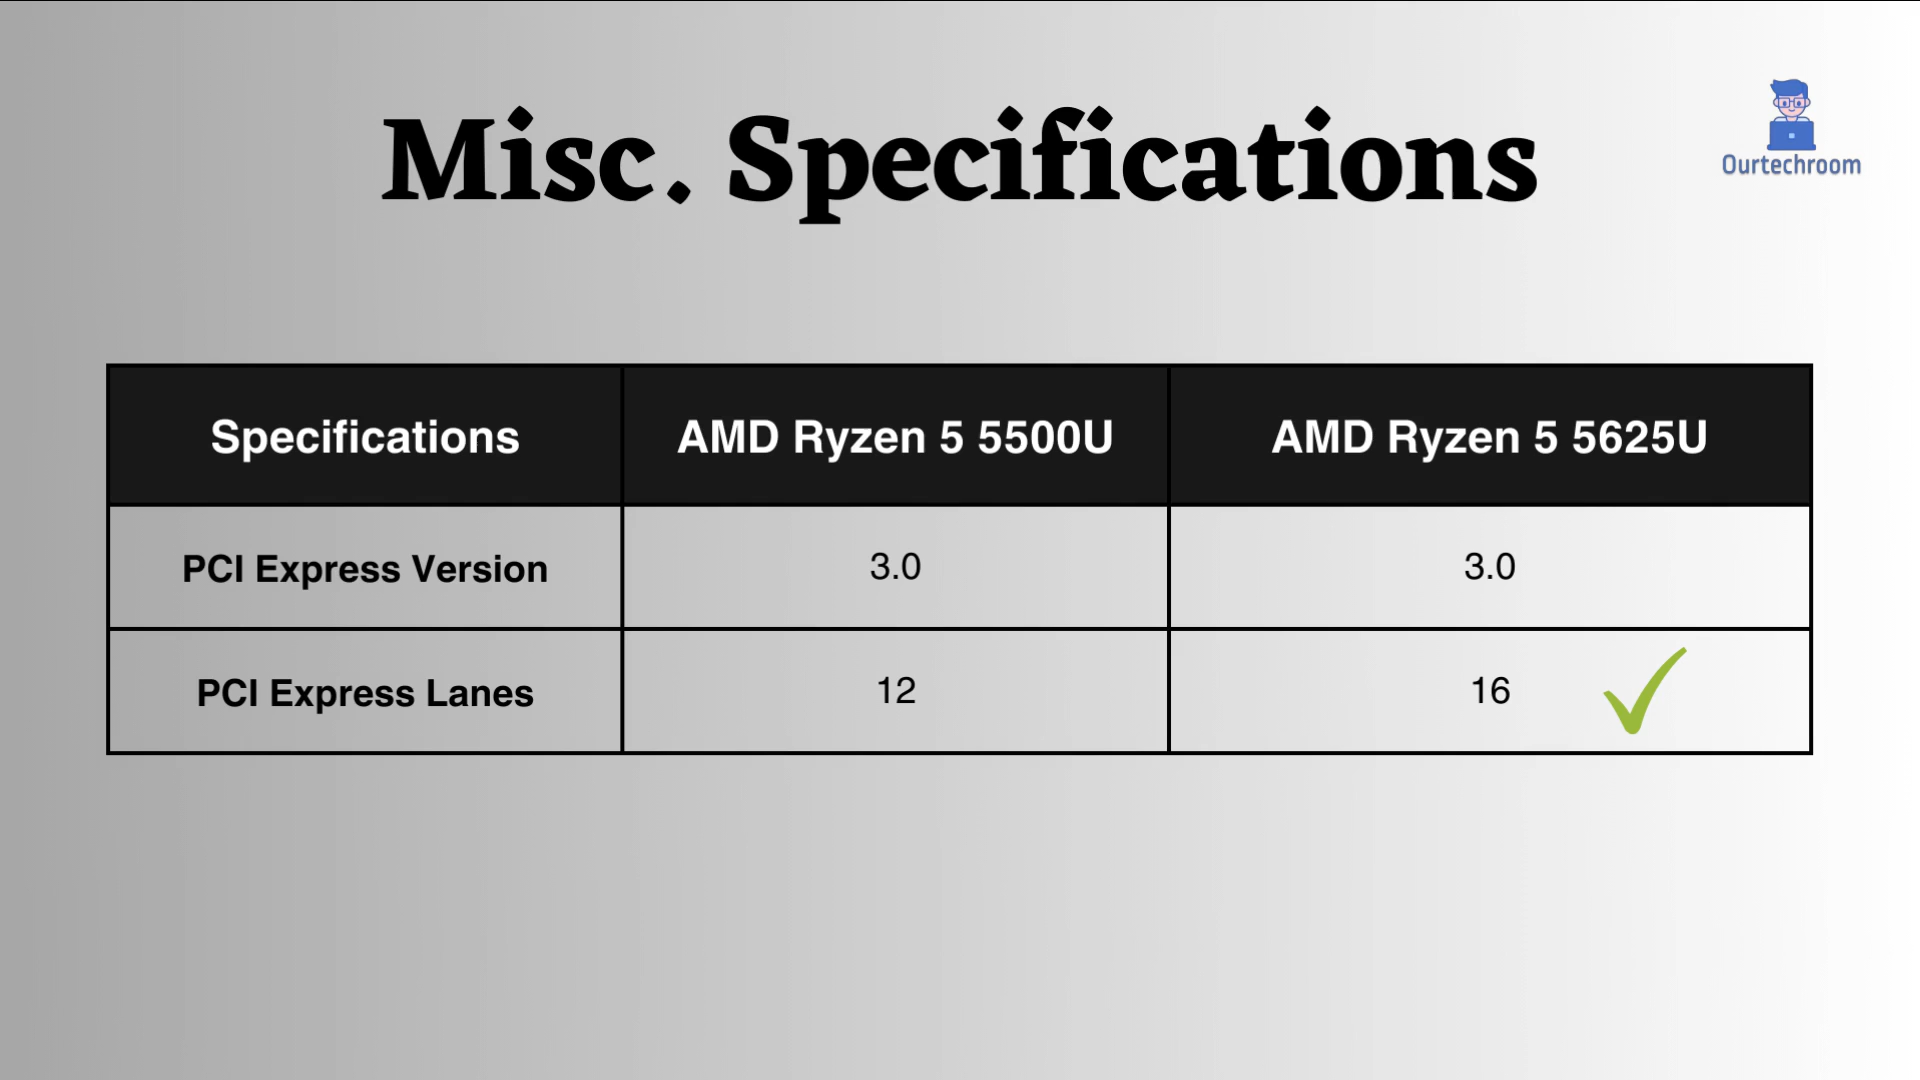 Misc. Specifications
Ourtechroom
Specifications AMD Ryzen 5 5500U AMD Ryzen 5 5625U
PCI Express Version 3.0 3.0
PCI Express Lanes 12 16